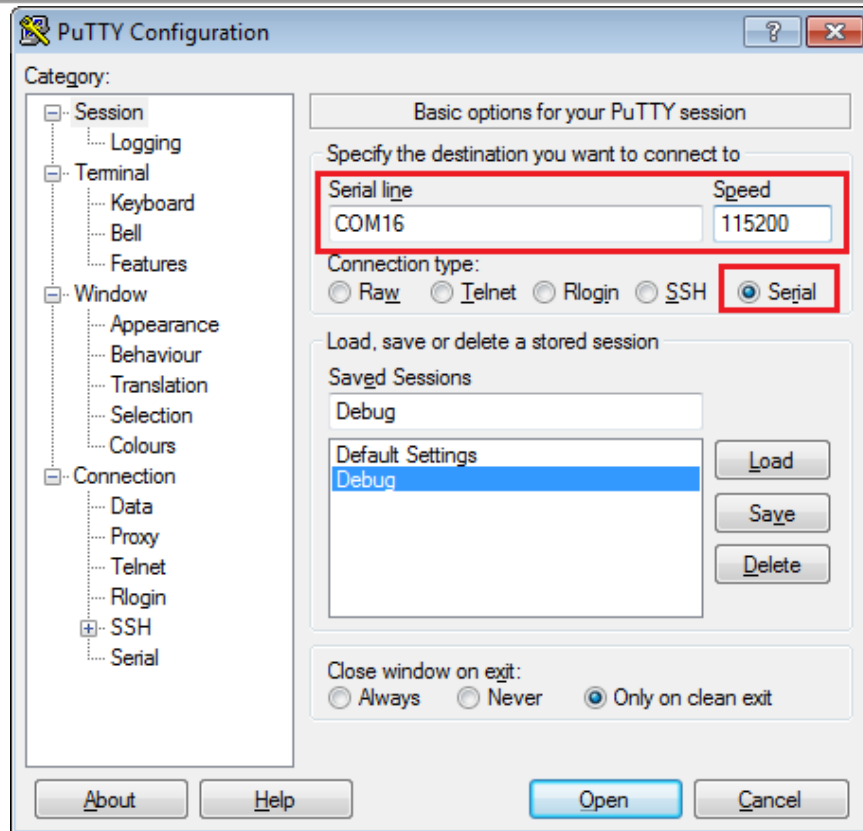 PuTTY Configuration
Category:
Session
Logging
Terminal
Keyboard
Bell
Features
Window
Appearance
Behaviour
Translation
Selection
Colours
Connection
Data
Proxy
Telnet
Rlogin
SSH
Serial
Basic options for your PuTTY session
Specify the destination you want to connect to
Serial line Speed
COM16 115200
Connection type:
Raw Telnet Rlogin SSH Serial
Load, save or delete a stored session
Saved Sessions
Debug
Default Settings
Debug
Load
Save
Delete
Close window on exit:
Always Never Only on clean exit
About Help Open Cancel